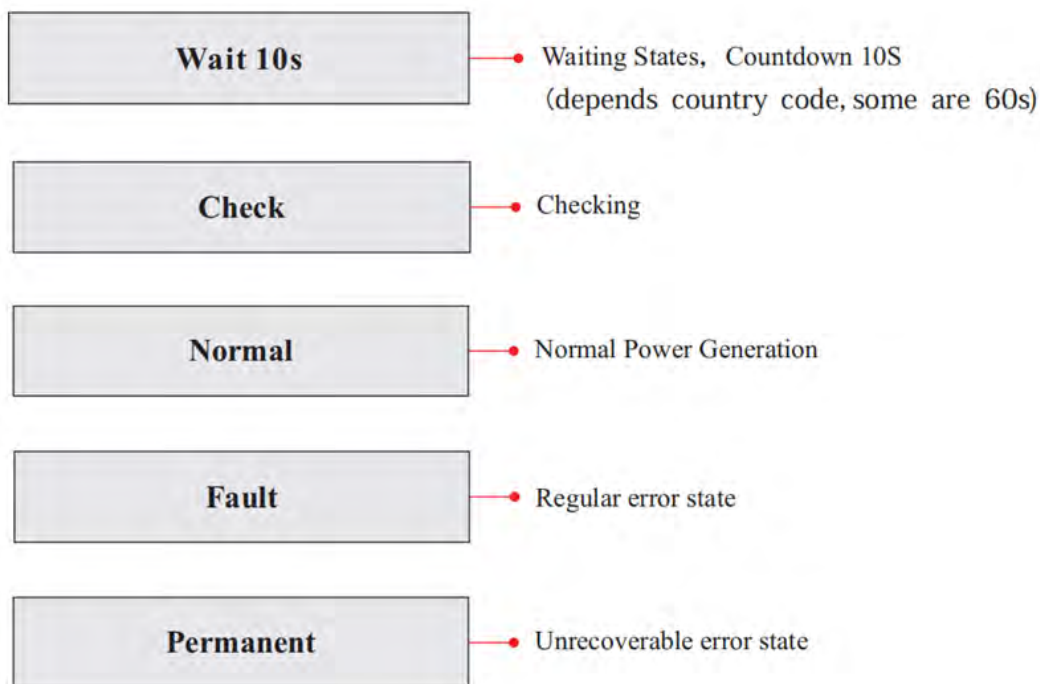 Wait 10s
Waiting States, Countdown 10S
(depends country code, some are 60s)
Check
Checking
Normal
Normal Power Generation
Fault
Regular error state
Permanent
Unrecoverable error state